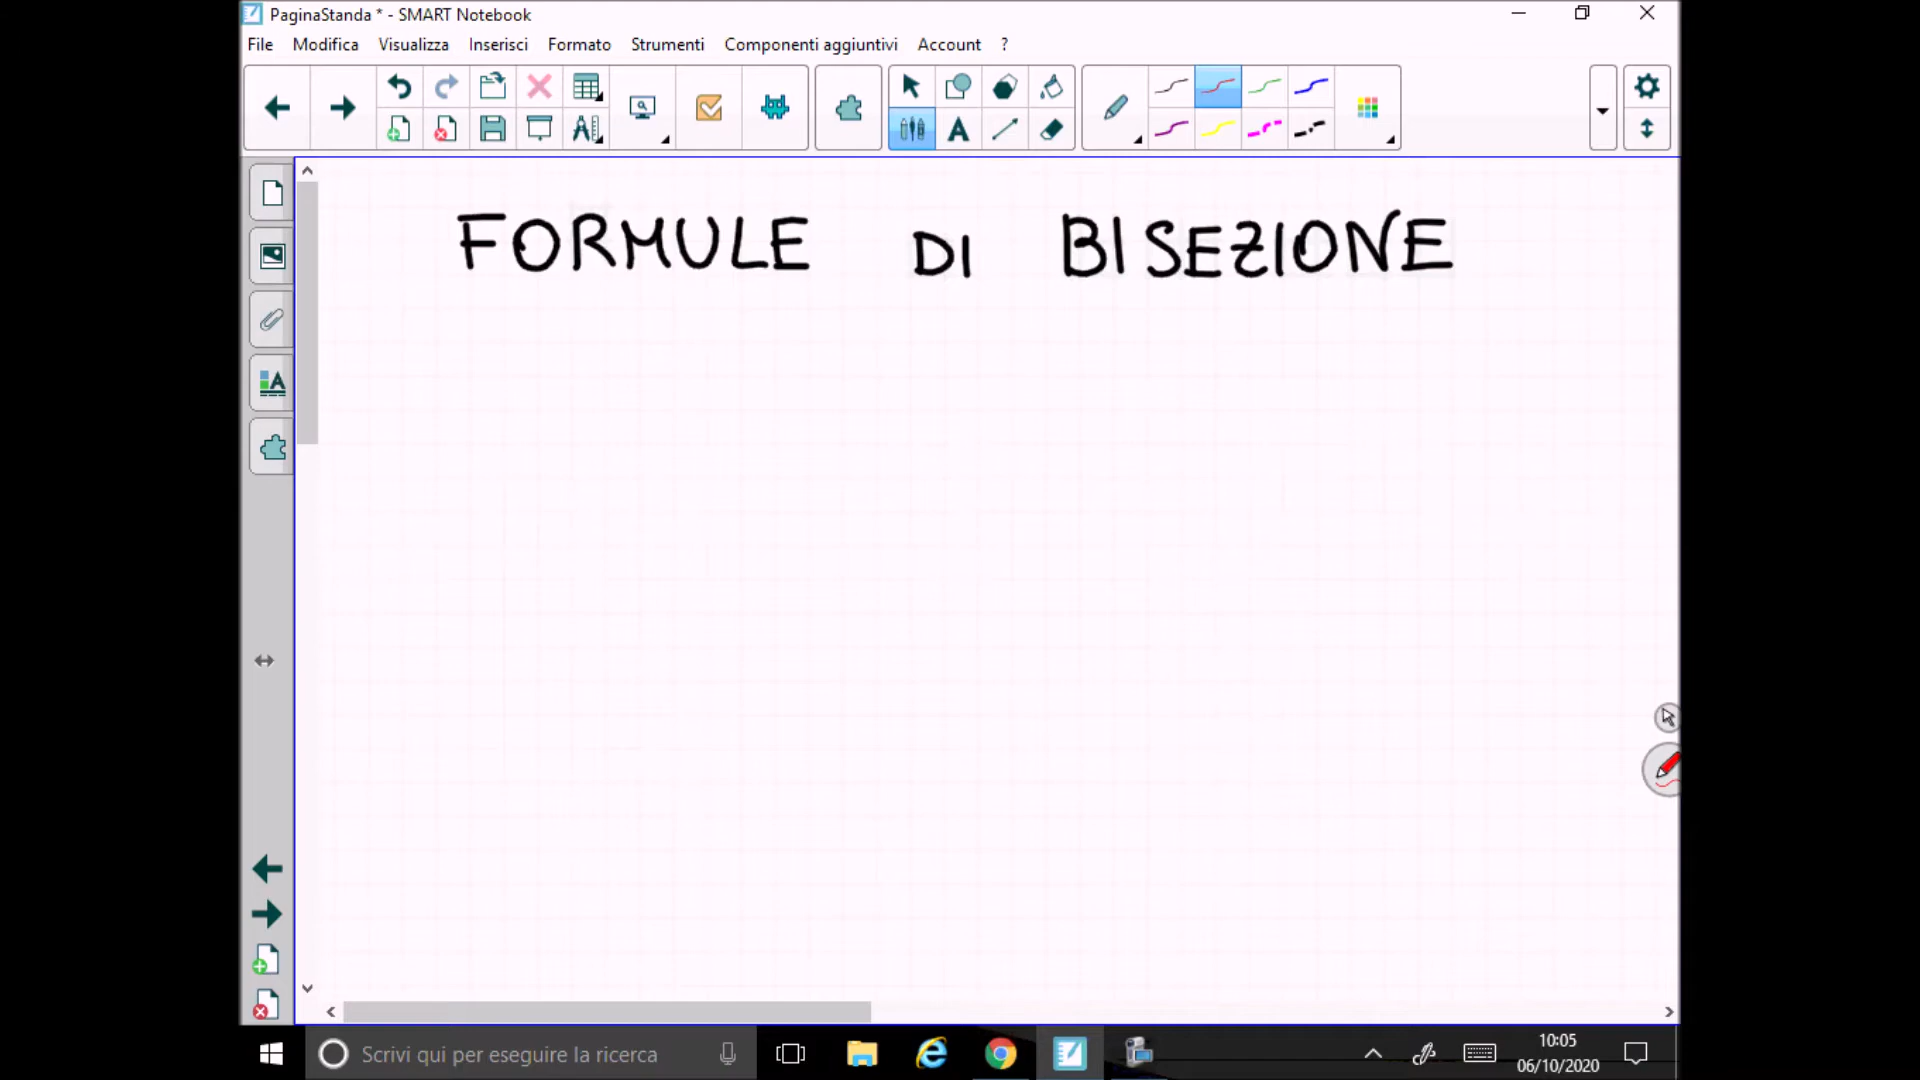 PaginaStanda * - SMART Notebook
File Modifica Visualizza Inserisci Formato Strumenti Componenti aggiuntivi Account ?
FORMULE DI BISEZIONE
Scrivi qui per eseguire la ricerca
10:05
06/10/2020